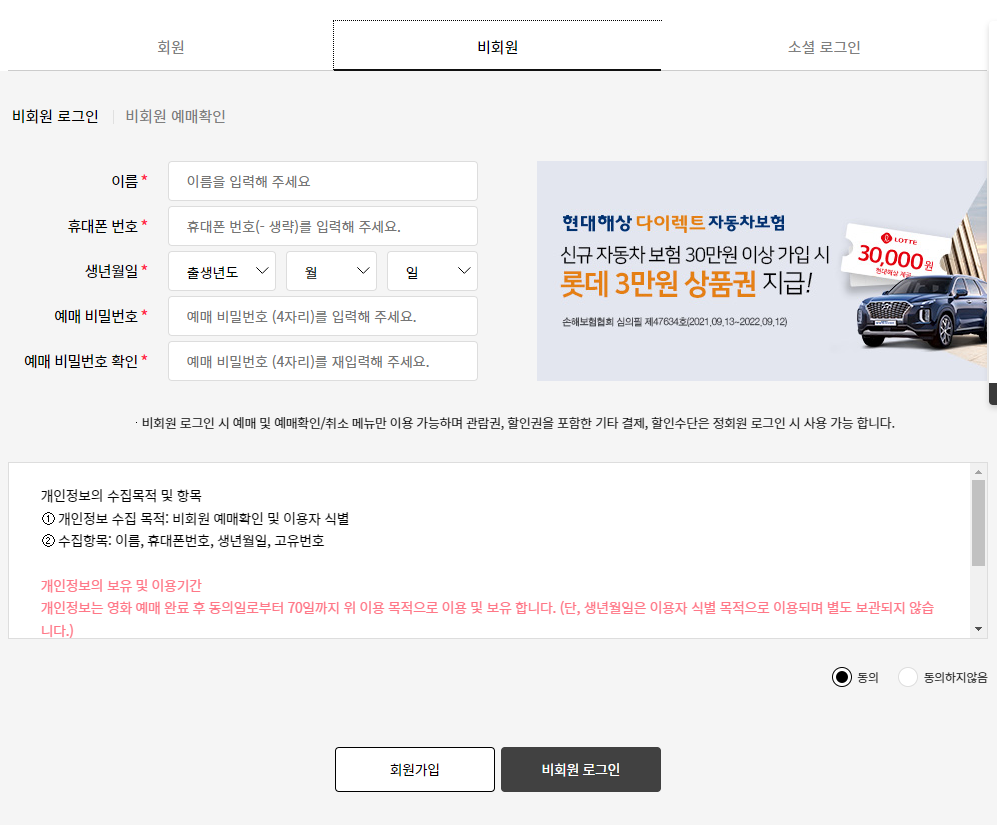 회원 비회원 소셜 로그인
비회원 로그인 비회원 예매확인
이름 * 이름을 입력해 주세요
휴대폰 번호 * 휴대폰 번호(- 생략)를 입력해 주세요.
생년월일 * 출생년도 월 일
예매 비밀번호 * 예매 비밀번호 (4자리)를 입력해 주세요.
예매 비밀번호 확인 * 예매 비밀번호 (4자리)를 재입력해 주세요.
현대해상 다이렉트 자동차보험
신규 자동차 보험 30만원 이상 가입 시
롯데 3만원 상품권 지급!
손해보험협회 심의필 제47634호(2021.09.13~2022.09.12)
LOTTE
30,000원
현대해상 제공
· 비회원 로그인 시 예매 및 예매확인/취소 메뉴만 이용 가능하며 관람권, 할인권을 포함한 기타 결제, 할인수단은 정회원 로그인 시 사용 가능 합니다.
개인정보의 수집목적 및 항목
① 개인정보 수집 목적: 비회원 예매확인 및 이용자 식별
② 수집항목: 이름, 휴대폰번호, 생년월일, 고유번호
개인정보의 보유 및 이용기간
개인정보는 영화 예매 완료 후 동의일로부터 70일까지 위 이용 목적으로 이용 및 보유 합니다. (단, 생년월일은 이용자 식별 목적으로 이용되며 별도 보관되지 않습
니다.)
동의 동의하지않음
회원가입 비회원 로그인